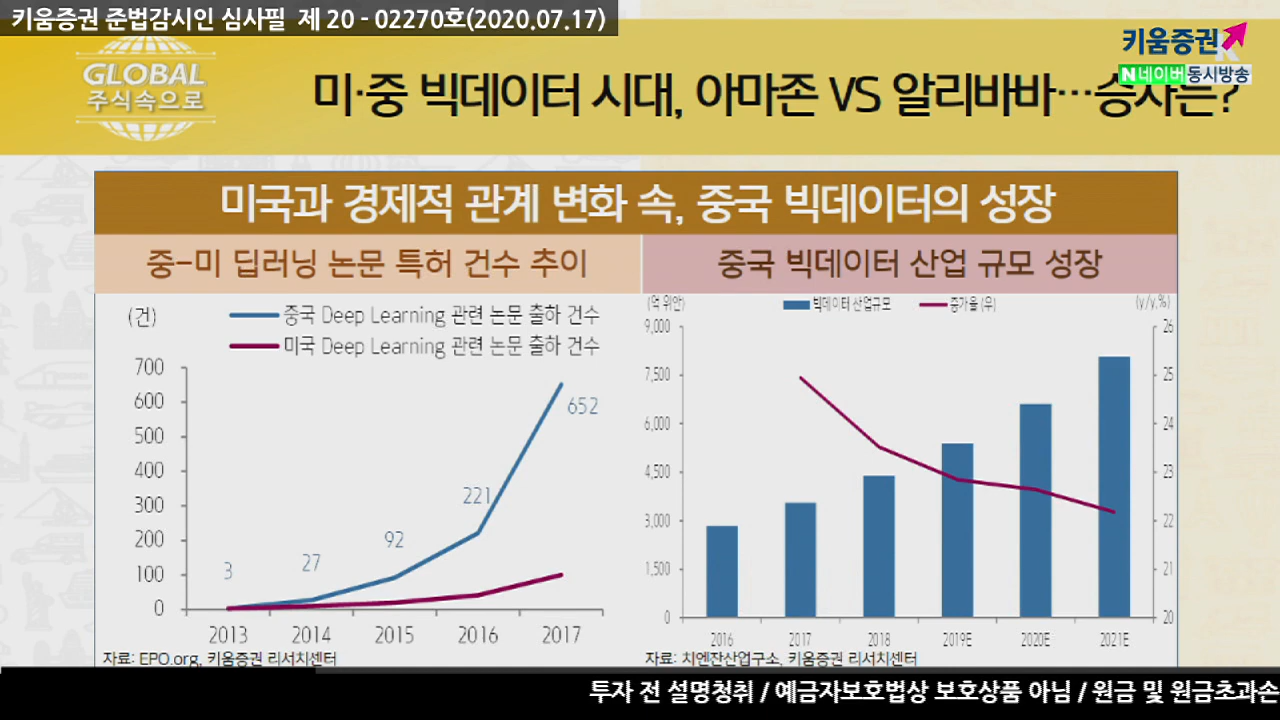 키움증권 준법감시인 심사필 제 20 - 02270호(2020.07.17)
키움증권
N네이버 동시방송
GLOBAL
주식속으로
미·중 빅데이터 시대, 아마존 VS 알리바바…승자는?
미국과 경제적 관계 변화 속, 중국 빅데이터의 성장
중-미 딥러닝 논문 특허 건수 추이
(건)
중국 Deep Learning 관련 논문 출하 건수
미국 Deep Learning 관련 논문 출하 건수
700
600
500
400
300
200
100
0
3
27
92
221
652
2013 2014 2015 2016 2017
자료: EPO.org, 키움증권 리서치센터
중국 빅데이터 산업 규모 성장
(억 위안)
빅데이터 산업규모
증가율 (우)
(y/y,%)
9,000
7,500
6,000
4,500
3,000
1,500
0
26
25
24
23
22
21
20
2016 2017 2018 2019E 2020E 2021E
자료: 치엔잔산업구소, 키움증권 리서치센터
투자 전 설명청취 / 예금자보호법상 보호상품 아님 / 원금 및 원금초과손